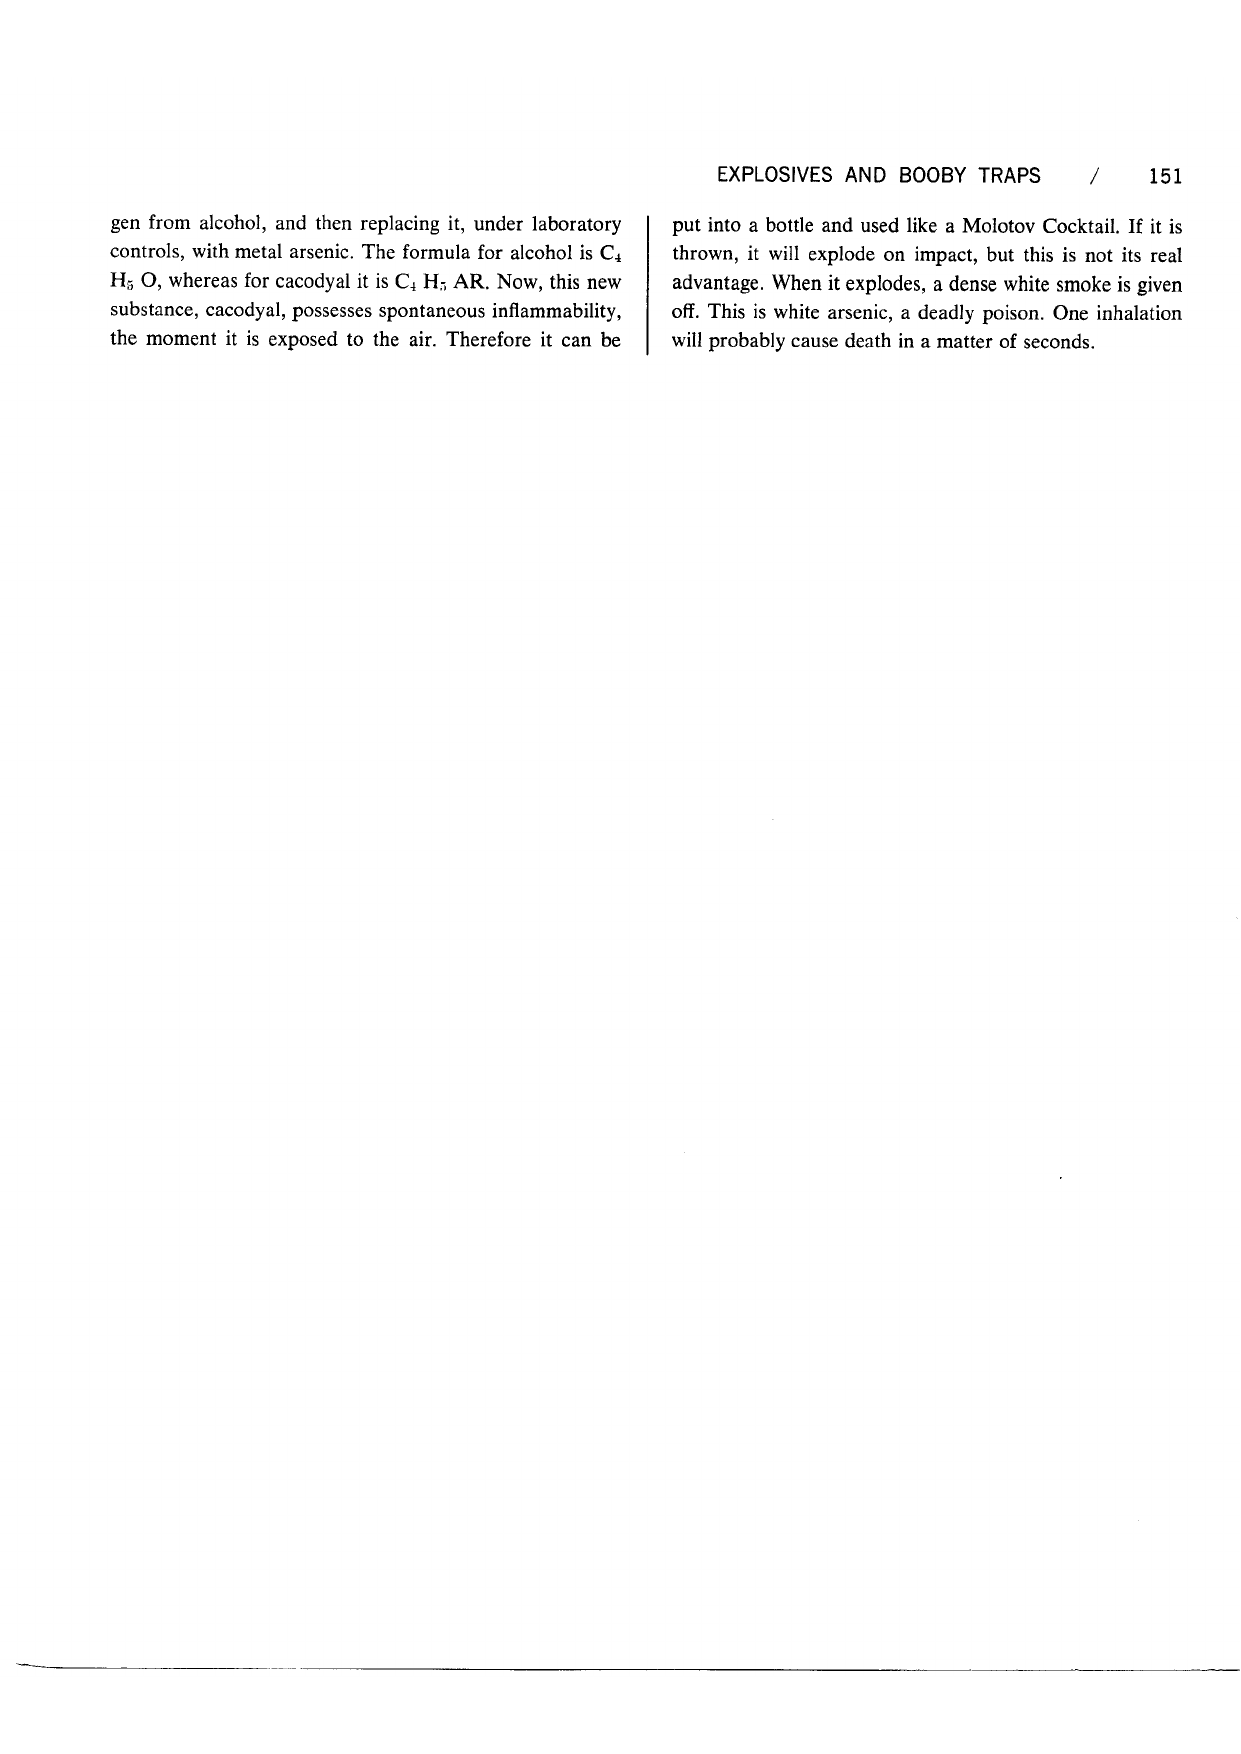 EXPLOSIVES AND BOOBY TRAPS / 151
gen from alcohol, and then replacing it, under laboratory
controls, with metal arsenic. The formula for alcohol is C₄
H₅ O, whereas for cacodyal it is C₄ H₅ AR. Now, this new
substance, cacodyal, possesses spontaneous inflammability,
the moment it is exposed to the air. Therefore it can be
put into a bottle and used like a Molotov Cocktail. If it is
thrown, it will explode on impact, but this is not its real
advantage. When it explodes, a dense white smoke is given
off. This is white arsenic, a deadly poison. One inhalation
will probably cause death in a matter of seconds.